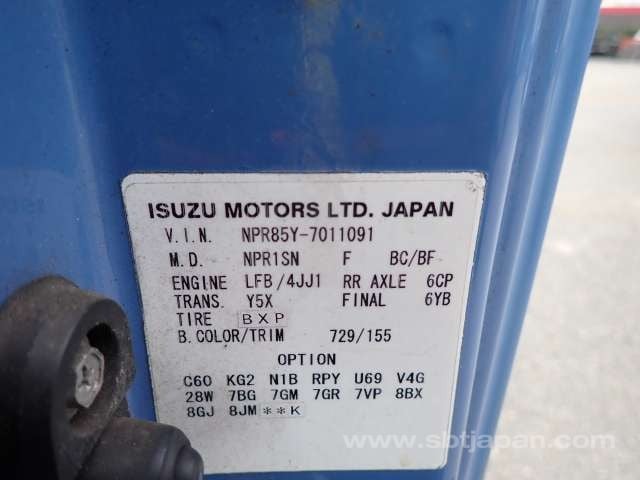 ISUZU MOTORS LTD. JAPAN
V.I.N. NPR85Y-7011091
M.D. NPR1SN F BC/BF
ENGINE LFB/4JJ1 RR AXLE 6CP
TRANS. Y5X FINAL 6YB
TIRE BXP
B.COLOR/TRIM 729/155
OPTION
C60 KG2 N1B RPY U69 V4G
28W 7BG 7GM 7GR 7VP 8BX
8GJ 8JM **K
www.sbtjapan.com